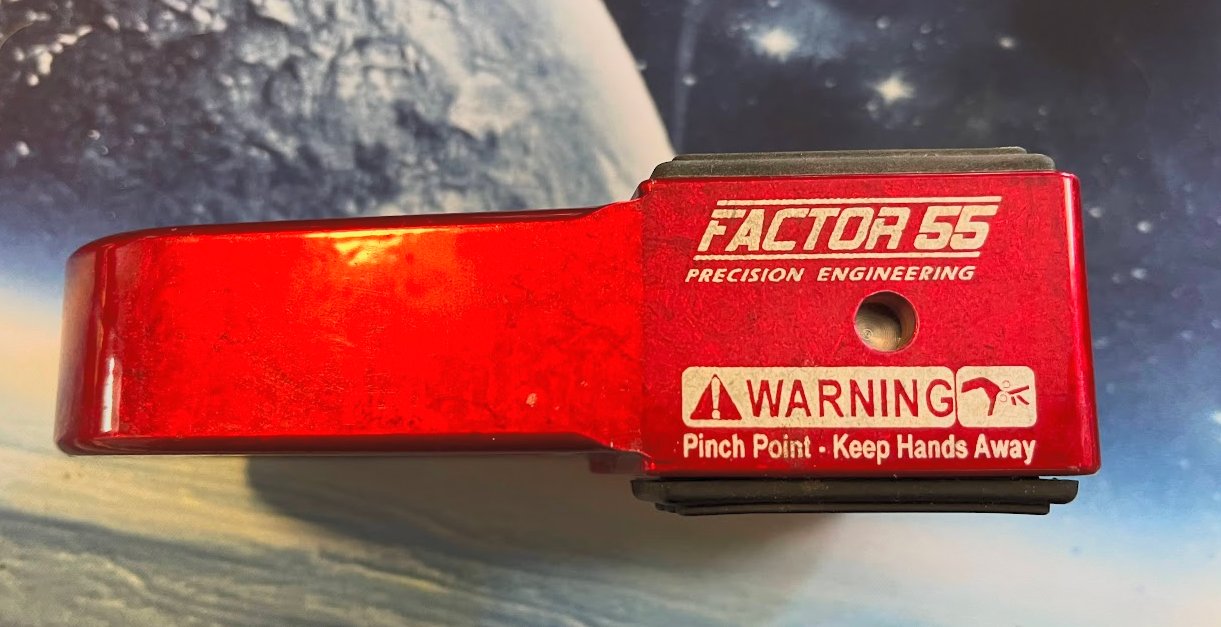 FACTOR 55
PRECISION ENGINEERING
WARNING
Pinch Point - Keep Hands Away